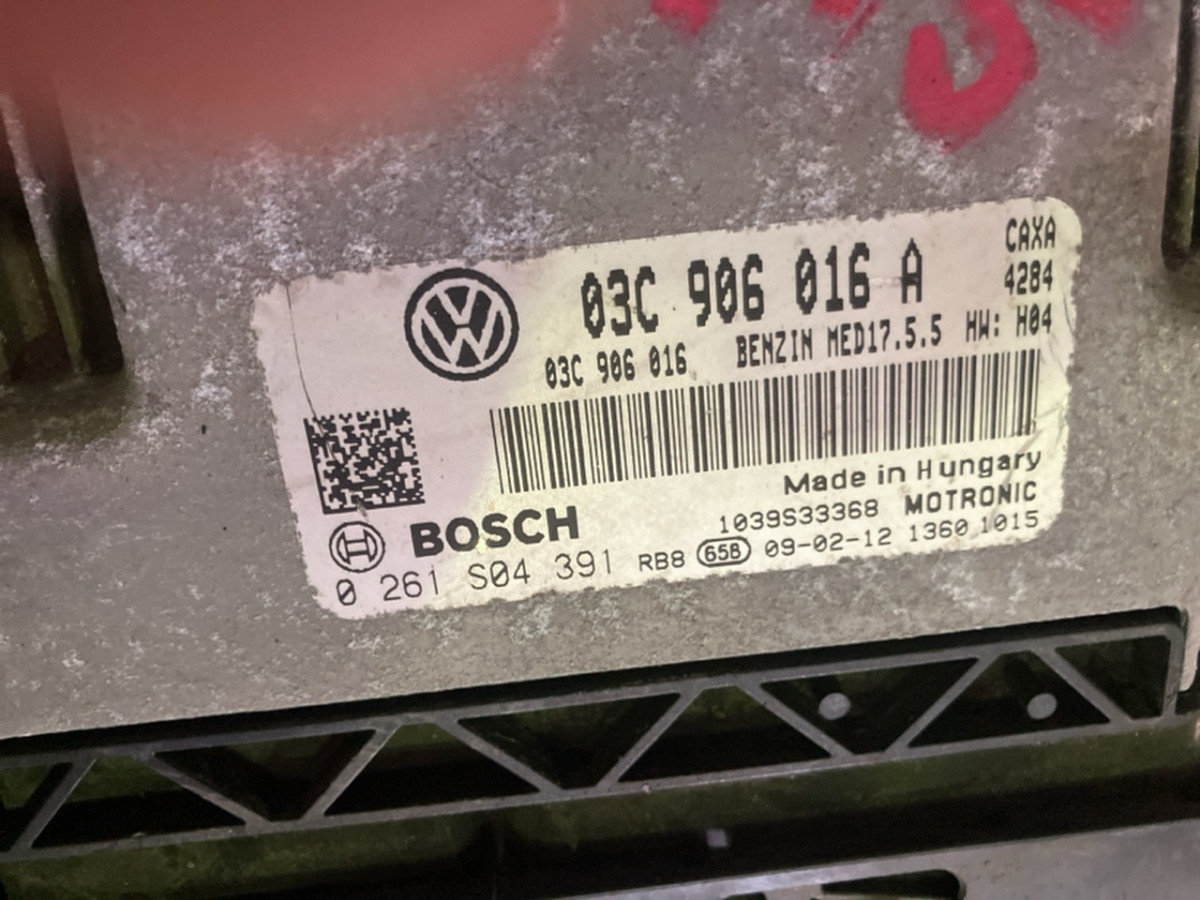 CAXA
03C 906 016 A
4284
03C 906 016 BENZIN MED17.5.5 HW: H04
Made in Hungary
BOSCH
1039S33368 MOTRONIC
0 261 S04 391 RB8 658 09-02-12 1360 1015